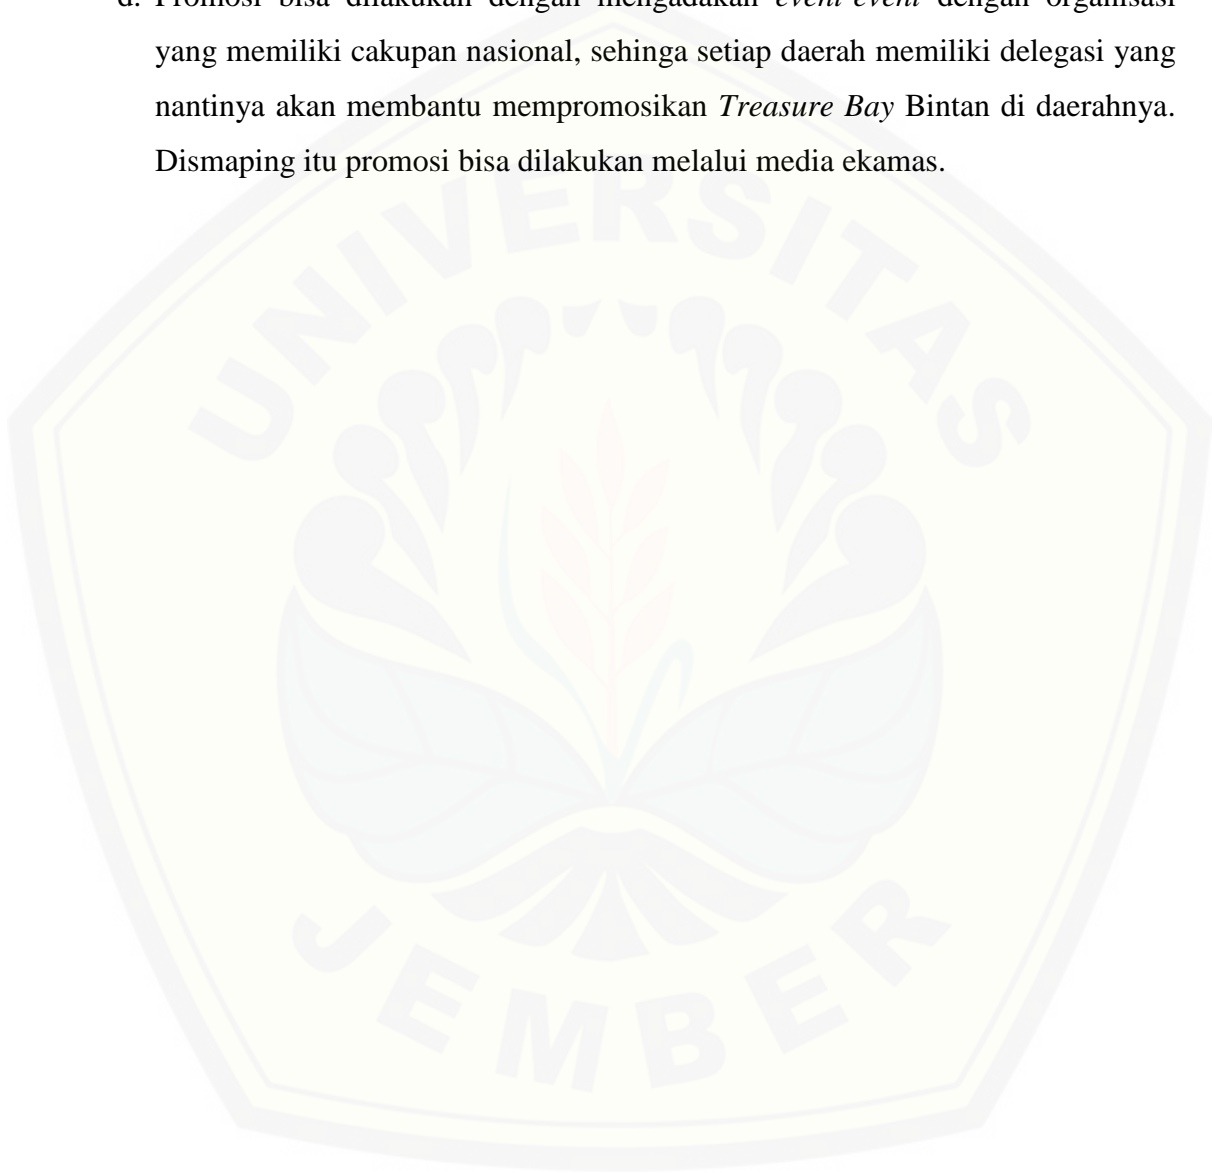 d. Promosi bisa dilakukan dengan mengadakan event-event dengan organisasi
yang memiliki cakupan nasional, sehinga setiap daerah memiliki delegasi yang
nantinya akan membantu mempromosikan Treasure Bay Bintan di daerahnya.
Dismaping itu promosi bisa dilakukan melalui media ekamas.
UNIVERSITAS
JEMBER